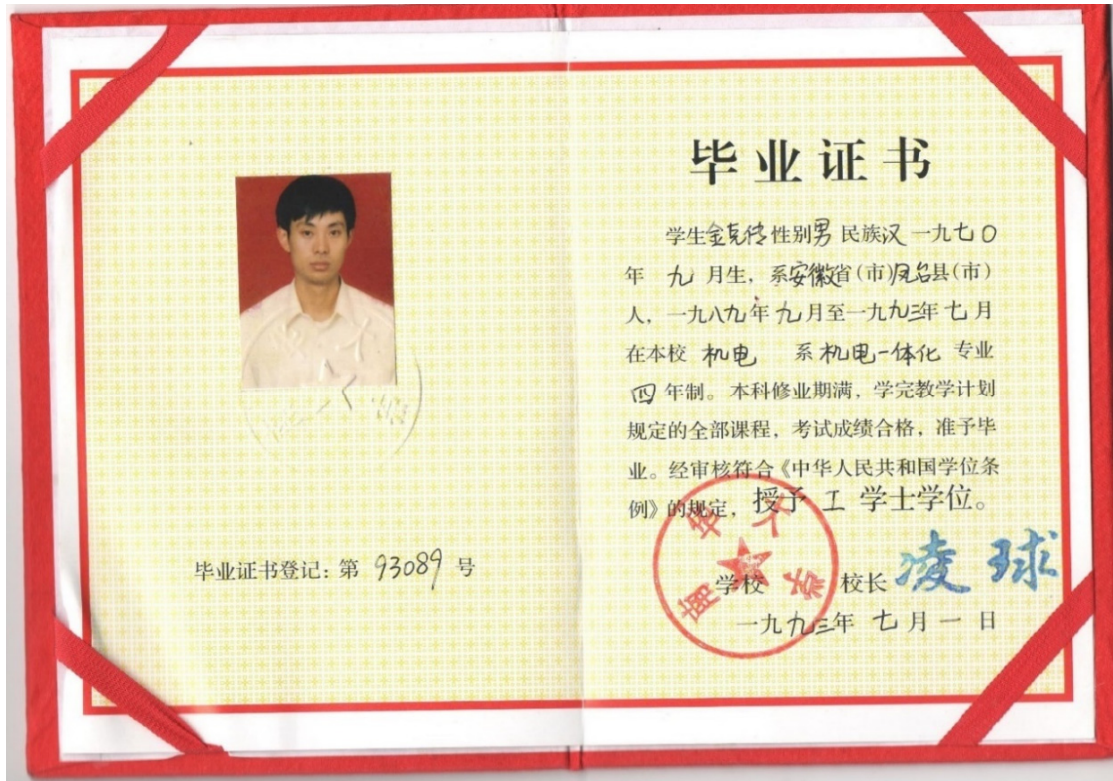 毕业证书登记：第 93089 号
毕业证书
学生金克传性别男 民族汉 一九七〇
年 九 月生，系安徽省（市）凤台县（市）
人，一九八九年九月至一九九三年七月
在本校 机电 系机电一体化 专业
四年制。本科修业期满，学完教学计划
规定的全部课程，考试成绩合格，准予毕
业。经审核符合《中华人民共和国学位条
例》的规定，授予 工 学士学位。
南华大学
学校 校长 凌球
一九九三年 七 月 一 日